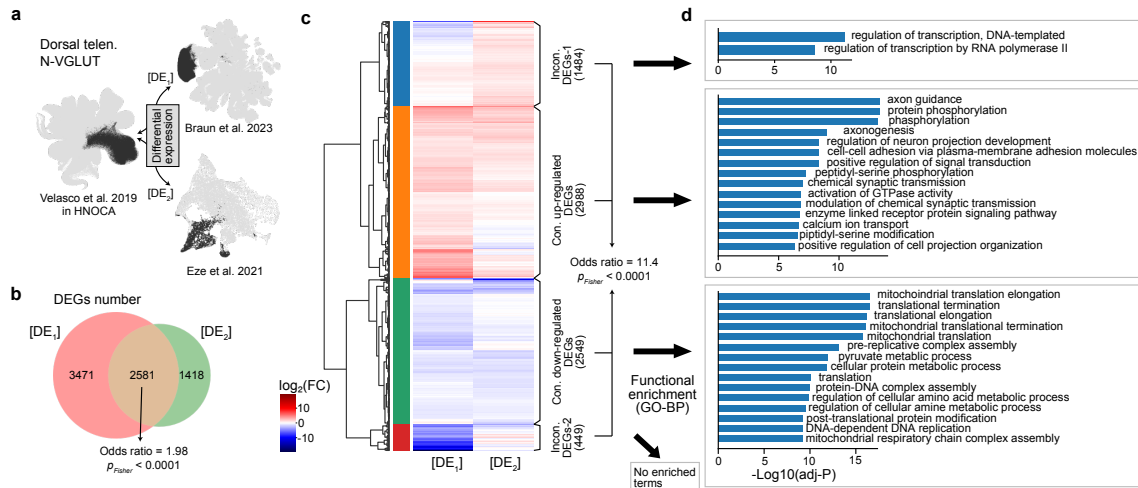 a
Dorsal telen.
N-VGLUT
[DE1]
Braun et al. 2023
Differential
expression
Velasco et al. 2019
in HNOCA
[DE2]
Eze et al. 2021
b
DEGs number
[DE1]
[DE2]
3471
2581
1418
Odds ratio = 1.98
pFisher < 0.0001
log2(FC)
10
0
-10
c
Incon.
DEGs-1
(1484)
Con. up-regulated
DEGs
(2988)
Con. down-regulated
DEGs
(2549)
Incon.
DEGs-2
(449)
[DE1]
[DE2]
Odds ratio = 11.4
pFisher < 0.0001
Functional
enrichment
(GO-BP)
No enriched
terms
d
regulation of transcription, DNA-templated
regulation of transcription by RNA polymerase II
0 5 10
axon guidance
protein phosphorylation
phasphorylation
axonogenesis
regulation of neuron projection development
cell-cell adhesion via plasma-membrane adhesion molecules
positive regulation of signal transduction
peptidyl-serine phosphorylation
chemical synaptic transmission
activation of GTPase activity
modulation of chemical synaptic transmission
enzyme linked receptor protein signaling pathway
calcium ion transport
piptidyl-serine modification
positive regulation of cell projection organization
0 5 10
mitochoindrial translation elongation
translational termination
translational elongation
mitochondrial translational termination
mitochondrial translation
pre-replicative complex assembly
pyruvate metablic process
cellular protein metabolic process
translation
protein-DNA complex assembly
regulation of cellular amino acid metabolic process
regulation of cellular amine metabolic process
post-translational protein modification
DNA-dependent DNA replication
mitochondrial respiratory chain complex assembly
0 5 10 15
-Log10(adj-P)